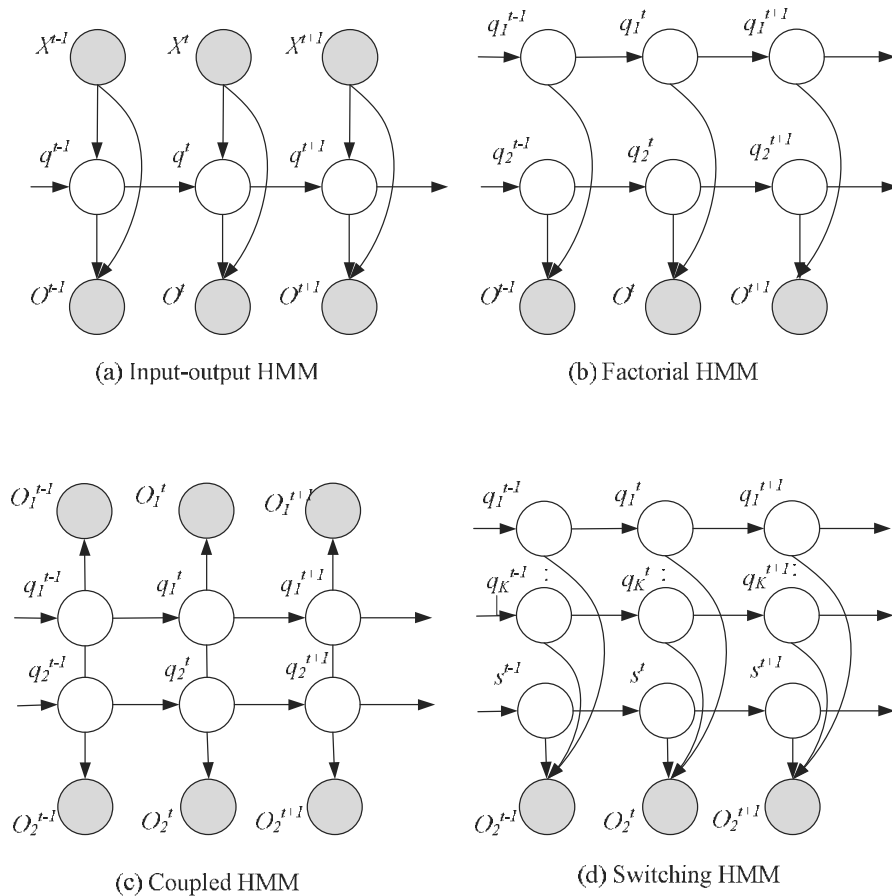 X^t-1 X^t X^t+1
q^t-1 q^t q^t+1
O^t-1 O^t O^t+1
(a) Input-output HMM
q_1^t-1 q_1^t q_1^t+1
q_2^t-1 q_2^t q_2^t+1
O^t-1 O^t O^t+1
(b) Factorial HMM
O_1^t-1 O_1^t O_1^t+1
q_1^t-1 q_1^t q_1^t+1
q_2^t-1 q_2^t q_2^t+1
O_2^t-1 O_2^t O_2^t+1
(c) Coupled HMM
q_1^t-1 q_1^t q_1^t+1
q_K^t-1 q_K^t q_K^t+1
s^t-1 s^t s^t+1
O_2^t-1 O_2^t O_2^t+1
(d) Switching HMM